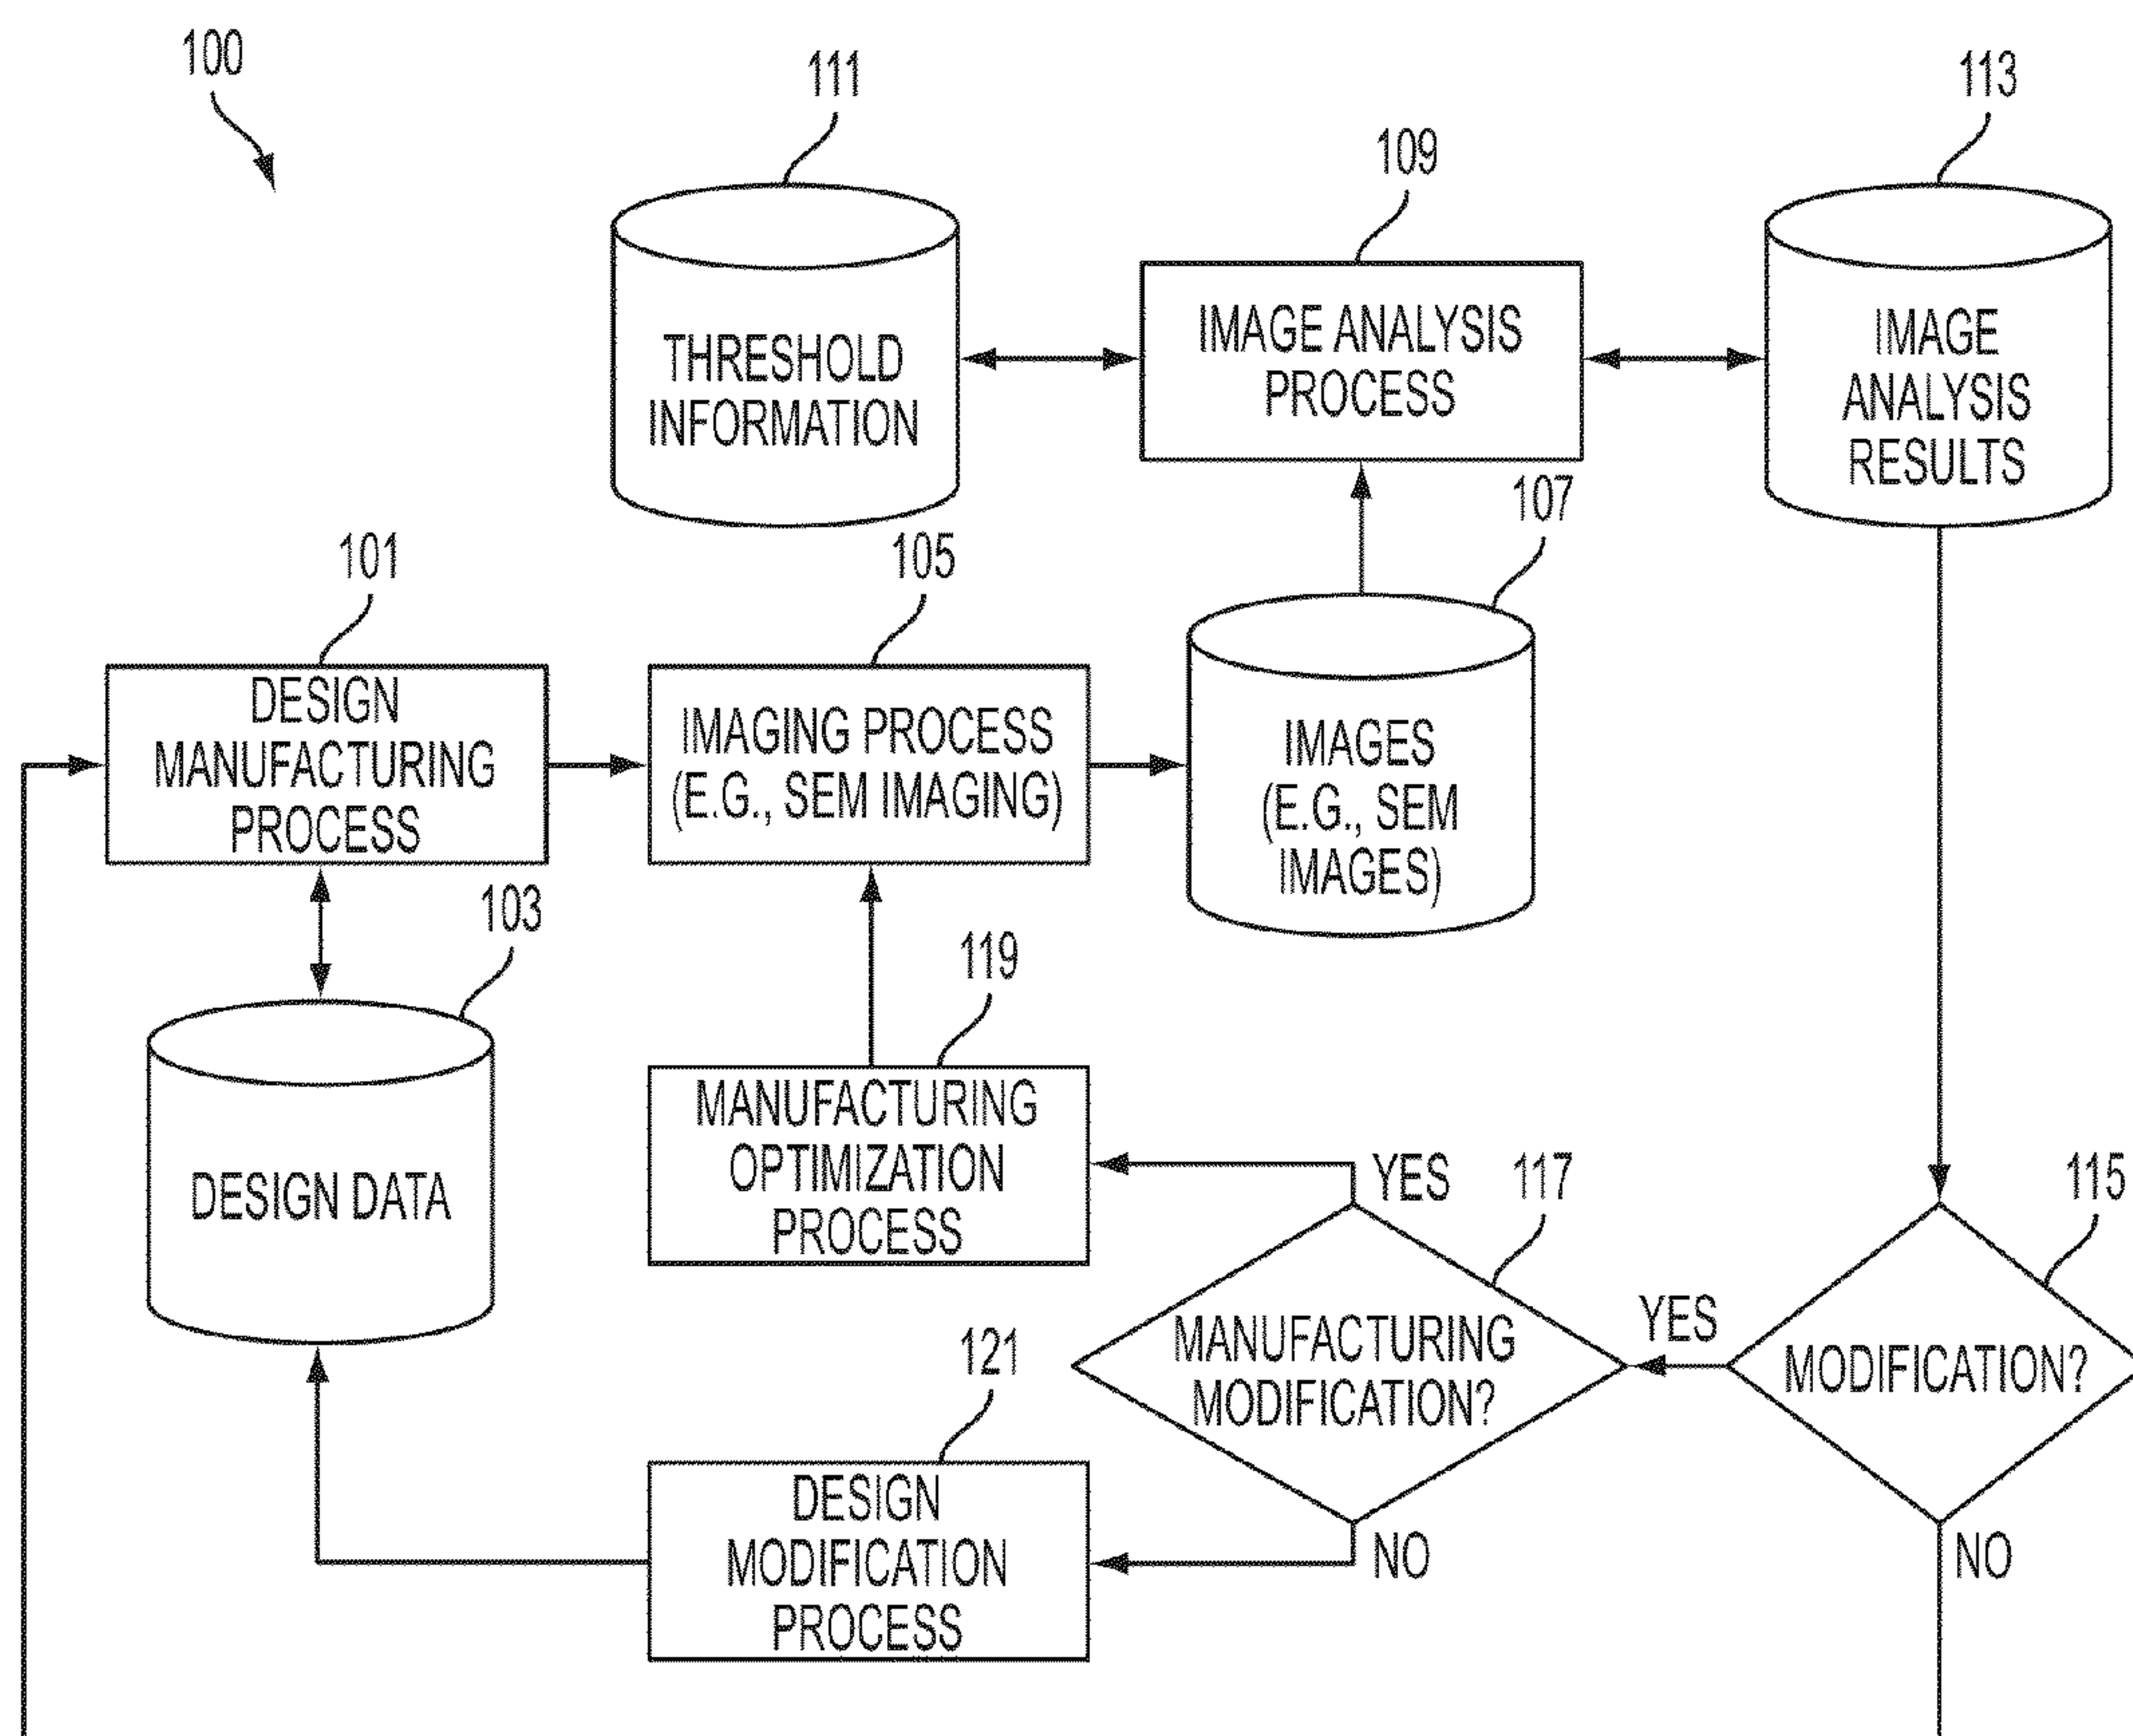 100
111
THRESHOLD
INFORMATION
109
IMAGE ANALYSIS
PROCESS
113
IMAGE
ANALYSIS
RESULTS
101
DESIGN
MANUFACTURING
PROCESS
105
IMAGING PROCESS
(E.G., SEM IMAGING)
107
IMAGES
(E.G., SEM
IMAGES)
103
DESIGN DATA
119
MANUFACTURING
OPTIMIZATION
PROCESS
YES
117
MANUFACTURING
MODIFICATION?
NO
YES
115
MODIFICATION?
NO
121
DESIGN
MODIFICATION
PROCESS